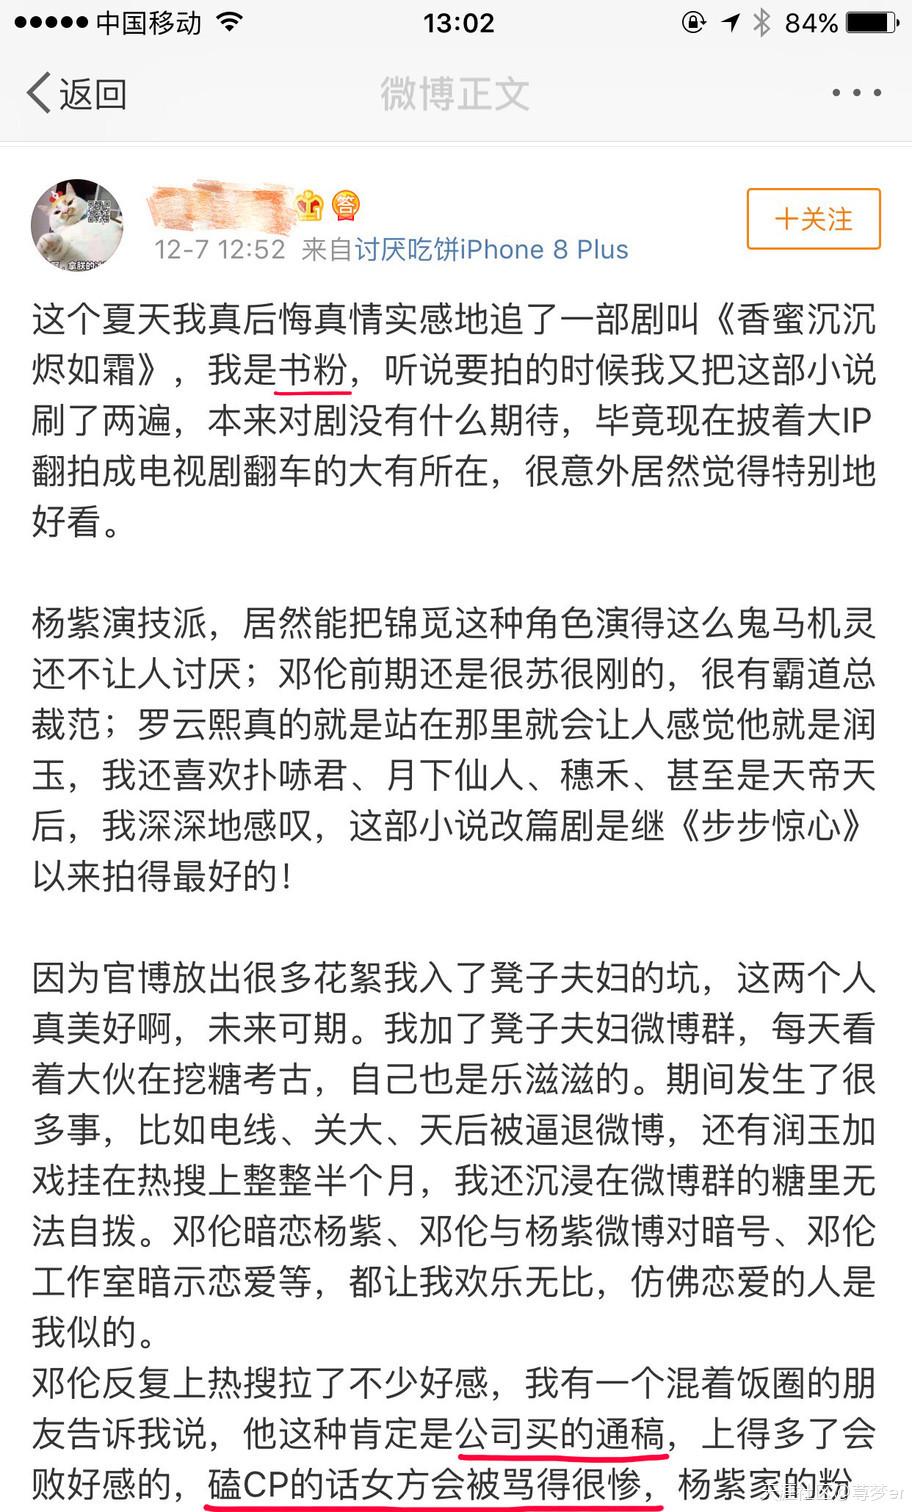 中国移动 13:02 84%
返回 微博正文
答
12-7 12:52 来自讨厌吃饼iPhone 8 Plus
十关注
这个夏天我真后悔真情实感地追了一部剧叫《香蜜沉沉
烬如霜》，我是书粉，听说要拍的时候我又把这部小说
刷了两遍，本来对剧没有什么期待，毕竟现在披着大IP
翻拍成电视剧翻车的大有所在，很意外居然觉得特别地
好看。
杨紫演技派，居然能把锦觅这种角色演得这么鬼马机灵
还不让人讨厌；邓伦前期还是很苏很刚的，很有霸道总
裁范；罗云熙真的就是站在那里就会让人感觉他就是润
玉，我还喜欢扑哧君、月下仙人、穗禾、甚至是天帝天
后，我深深地感叹，这部小说改篇剧是继《步步惊心》
以来拍得最好的！
因为官博放出很多花絮我入了凳子夫妇的坑，这两个人
真美好啊，未来可期。我加了凳子夫妇微博群，每天看
着大伙在挖糖考古，自己也是乐滋滋的。期间发生了很
多事，比如电线、关大、天后被逼退微博，还有润玉加
戏挂在热搜上整整半个月，我还沉浸在微博群的糖里无
法自拨。邓伦暗恋杨紫、邓伦与杨紫微博对暗号、邓伦
工作室暗示恋爱等，都让我欢乐无比，仿佛恋爱的人是
我似的。
邓伦反复上热搜拉了不少好感，我有一个混着饭圈的朋
友告诉我说，他这种肯定是公司买的通稿，上得多了会
败好感的，磕CP的话女方会被骂得很惨，杨紫家的粉